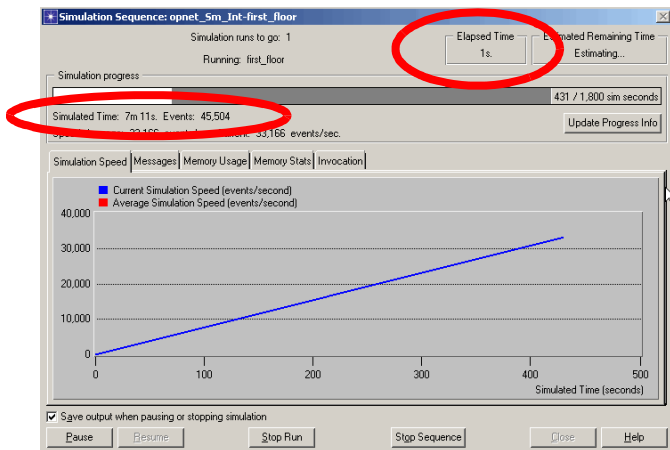 Simulation Sequence: opnet_Sm_Int-first_floor
Simulation runs to go: 1
Running: first_floor
Elapsed Time
1s.
Estimated Remaining Time
Estimating...
Simulation progress
431 / 1,800 sim seconds
Simulated Time: 7m 11s. Events: 45,504
33,166 events/sec.
Update Progress Info
Simulation Speed Messages Memory Usage Memory Stats Invocation
Current Simulation Speed (events/second)
Average Simulation Speed (events/second)
40,000
30,000
20,000
10,000
0
0 100 200 300 400 500
Simulated Time (seconds)
Save output when pausing or stopping simulation
Pause Resume Stop Run Stop Sequence Close Help